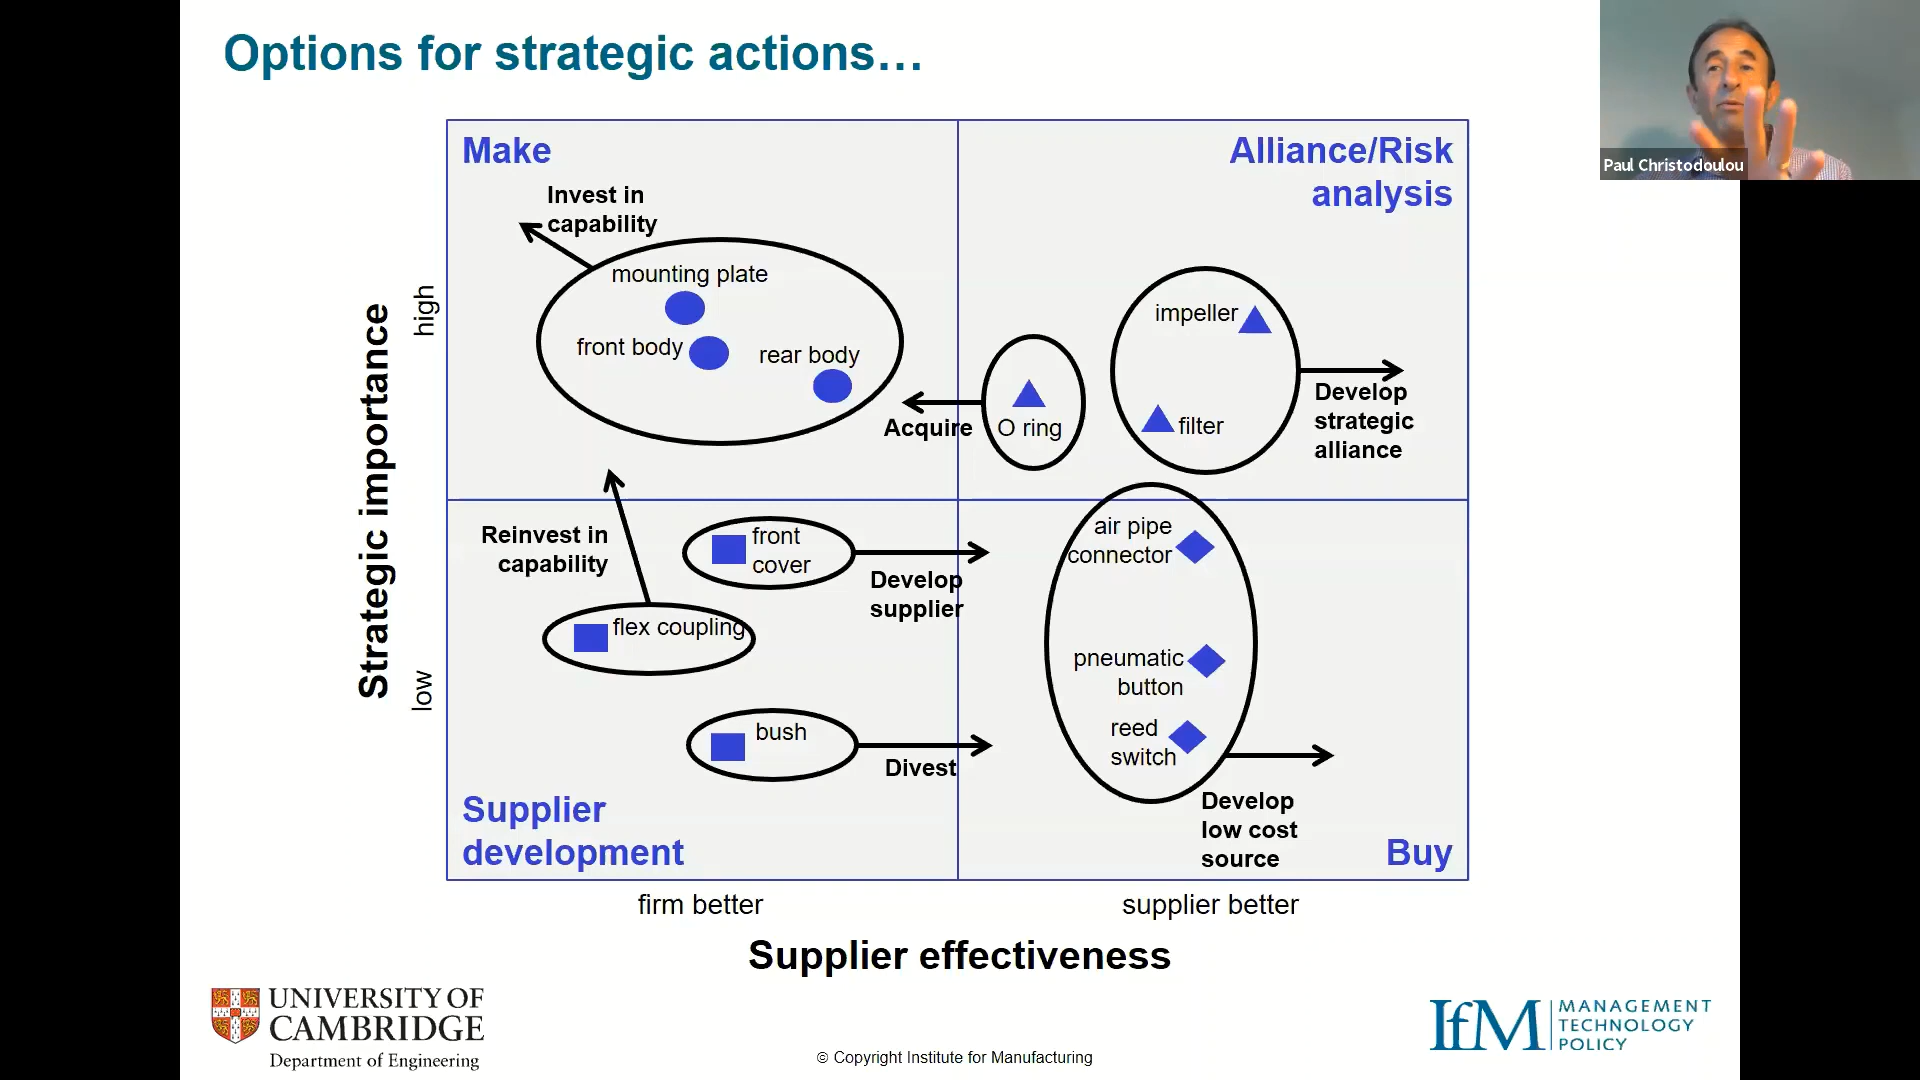 Options for strategic actions…
Paul Christodoulou
Make
Alliance/Risk
analysis
Invest in
capability
mounting plate
front body
rear body
impeller
filter
O ring
Acquire
Develop
strategic
alliance
Strategic importance
high
low
Reinvest in
capability
front
cover
Develop
supplier
flex coupling
bush
Divest
air pipe
connector
pneumatic
button
reed
switch
Develop
low cost
source
Supplier
development
Buy
firm better
supplier better
Supplier effectiveness
UNIVERSITY OF
CAMBRIDGE
Department of Engineering
© Copyright Institute for Manufacturing
IfM
MANAGEMENT
TECHNOLOGY
POLICY